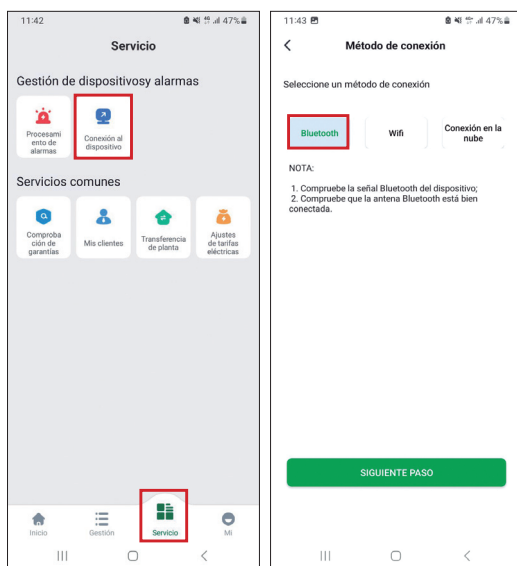 11:42
47%
Servicio
Gestión de dispositivosy alarmas
Procesami
ento de
alarmas
Conexión al
dispositivo
Servicios comunes
Comproba
ción de
garantías
Mis clientes
Transferencia
de planta
Ajustes
de tarifas
eléctricas
Inicio
Gestión
Servicio
Mi
11:43
47%
Método de conexión
Seleccione un método de conexión
Bluetooth
Wifi
Conexión en la
nube
NOTA:
1. Compruebe la señal Bluetooth del dispositivo;
2. Compruebe que la antena Bluetooth está bien
conectada.
SIGUIENTE PASO